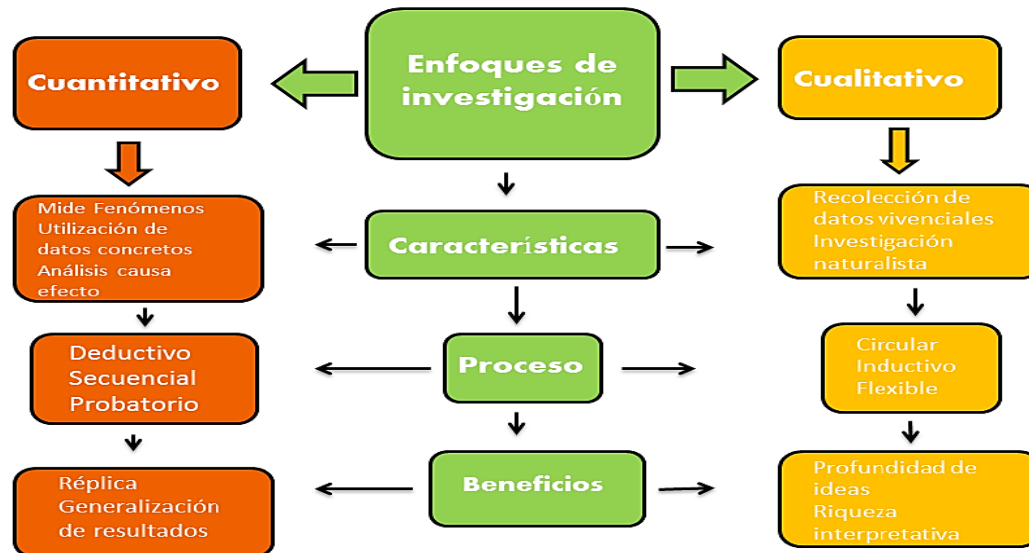 Enfoques de
investigación
Cuantitativo
Cualitativo
Características
Mide Fenómenos
Utilización de
datos concretos
Análisis causa
efecto
Recolección de
datos vivenciales
Investigación
naturalista
Proceso
Deductivo
Secuencial
Probatorio
Circular
Inductivo
Flexible
Beneficios
Réplica
Generalización
de resultados
Profundidad de
ideas
Riqueza
interpretativa